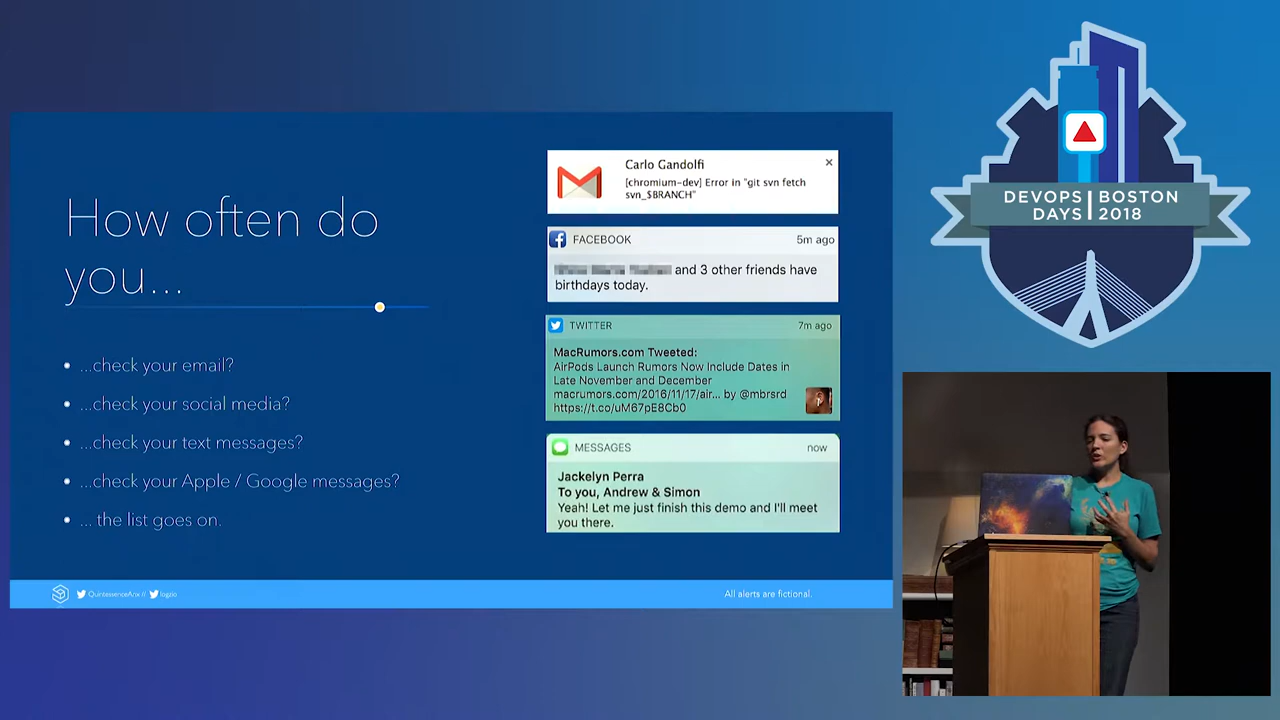 How often do
you...
...check your email?
...check your social media?
...check your text messages?
...check your Apple / Google messages?
... the list goes on.
Carlo Gandolfi
[chromium-dev] Error in "git svn fetch
svn_$BRANCH"
FACEBOOK 5m ago
and 3 other friends have
birthdays today.
TWITTER 7m ago
MacRumors.com Tweeted:
AirPods Launch Rumors Now Include Dates in
Late November and December
macrumors.com/2016/11/17/air... by @mbrsrd
https://t.co/uM67pE8Cb0
MESSAGES now
Jackelyn Perra
To you, Andrew & Simon
Yeah! Let me just finish this demo and I'll meet
you there.
QuintessenceAnx // logzio
All alerts are fictional.
DEVOPS BOSTON
DAYS 2018